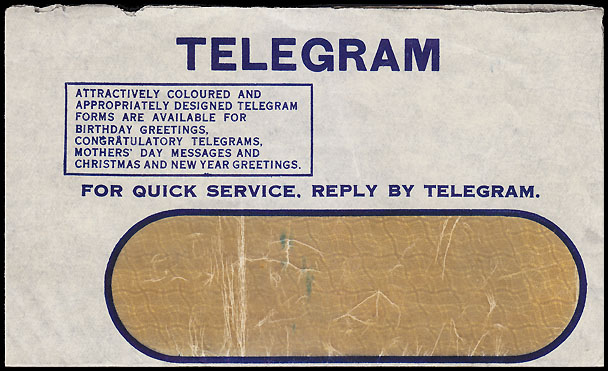 TELEGRAM
ATTRACTIVELY COLOURED AND
APPROPRIATELY DESIGNED TELEGRAM
FORMS ARE AVAILABLE FOR
BIRTHDAY GREETINGS,
CONGRATULATORY TELEGRAMS,
MOTHERS' DAY MESSAGES AND
CHRISTMAS AND NEW YEAR GREETINGS.
FOR QUICK SERVICE, REPLY BY TELEGRAM.